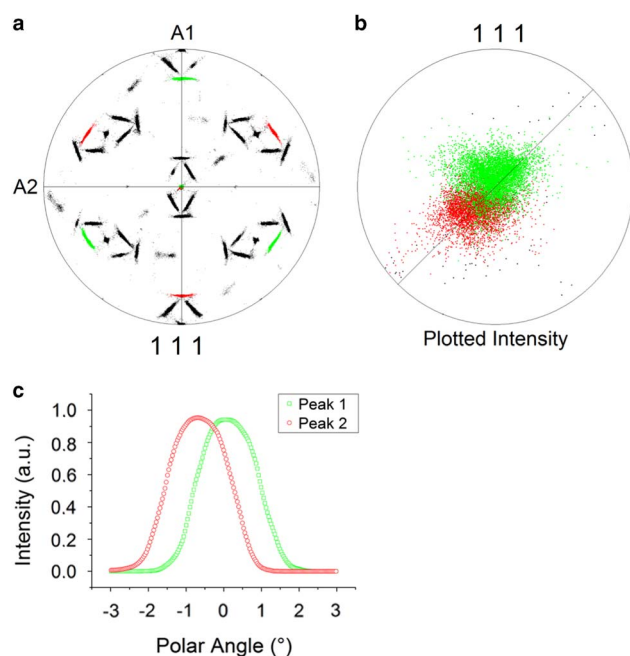 a
A1
A2
1 1 1
b
1 1 1
Plotted Intensity
c
Peak 1
Peak 2
1.0
0.8
0.6
0.4
0.2
0.0
Intensity (a.u.)
-3 -2 -1 0 1 2 3
Polar Angle (°)